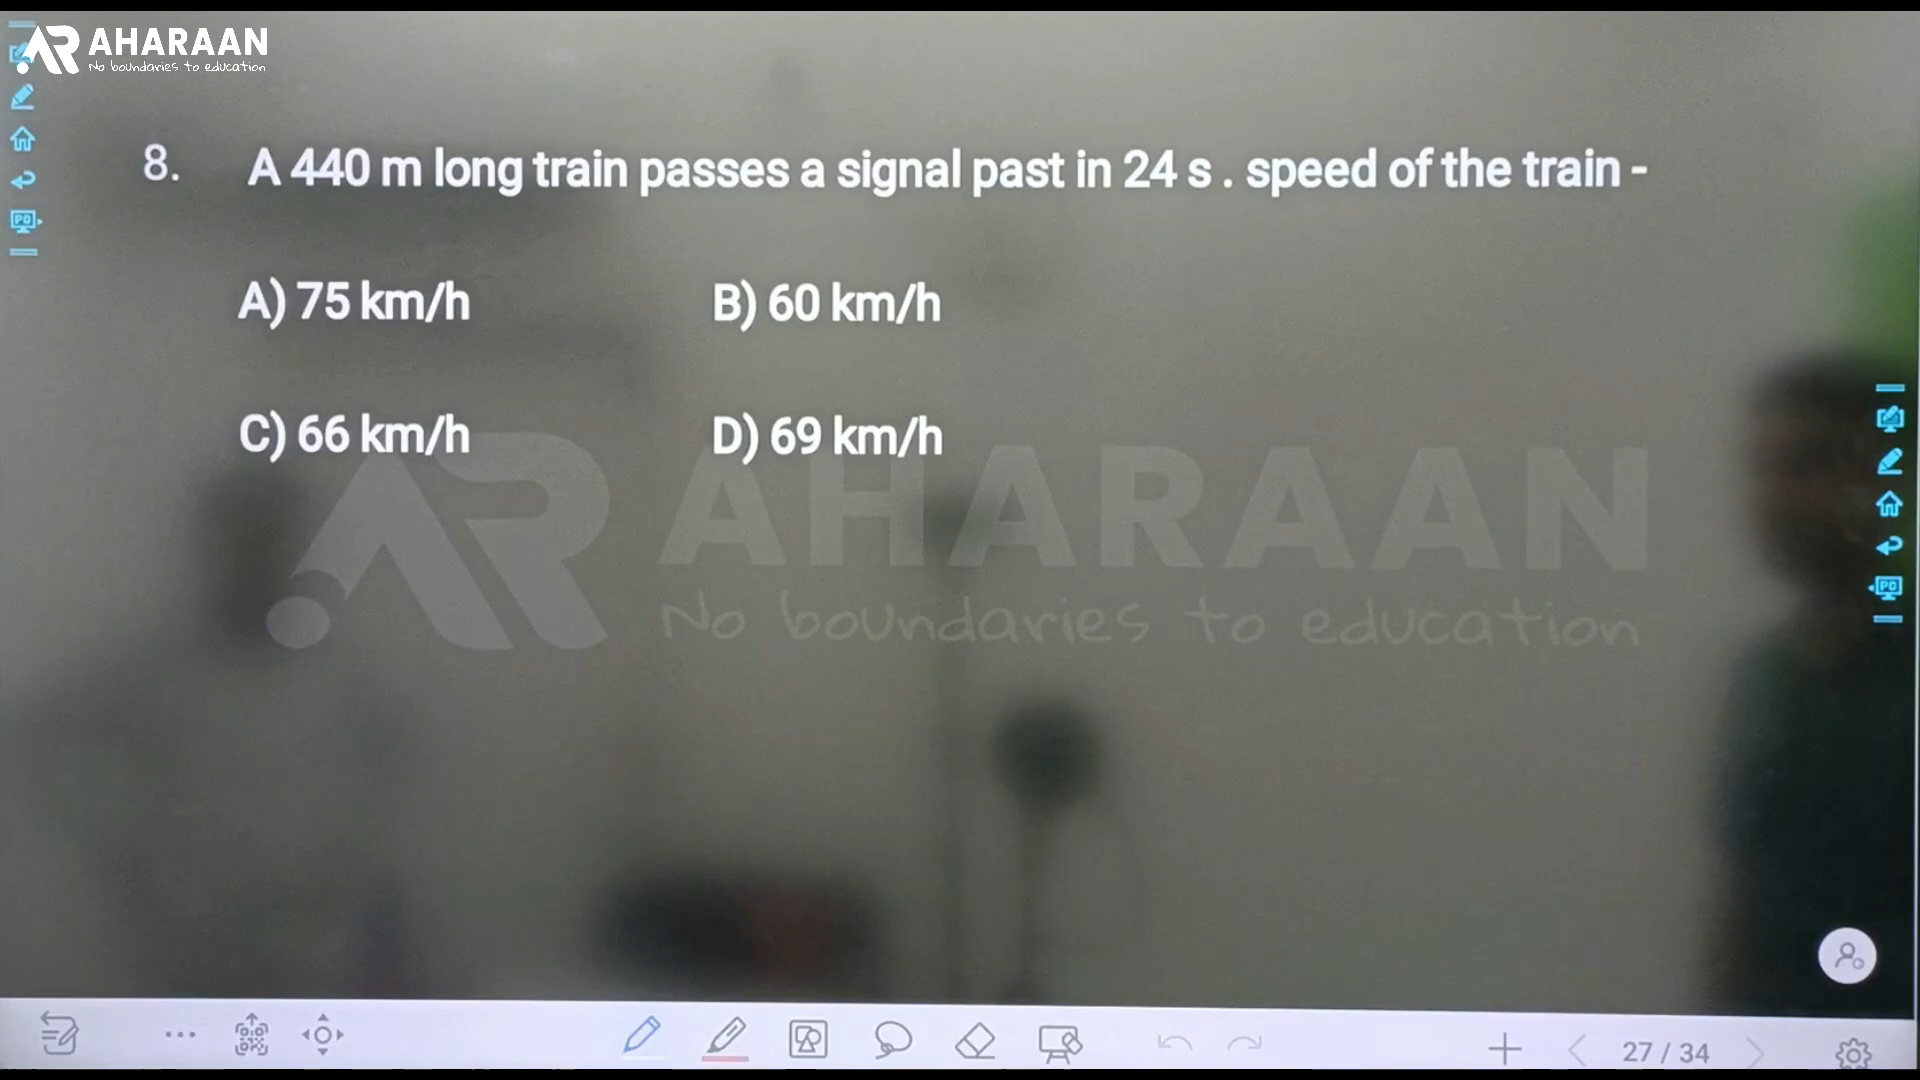 AHARAAN
No boundaries to education
8. A 440 m long train passes a signal past in 24 s . speed of the train -
A) 75 km/h B) 60 km/h
C) 66 km/h D) 69 km/h
AHARAAN
No boundaries to education
27 / 34